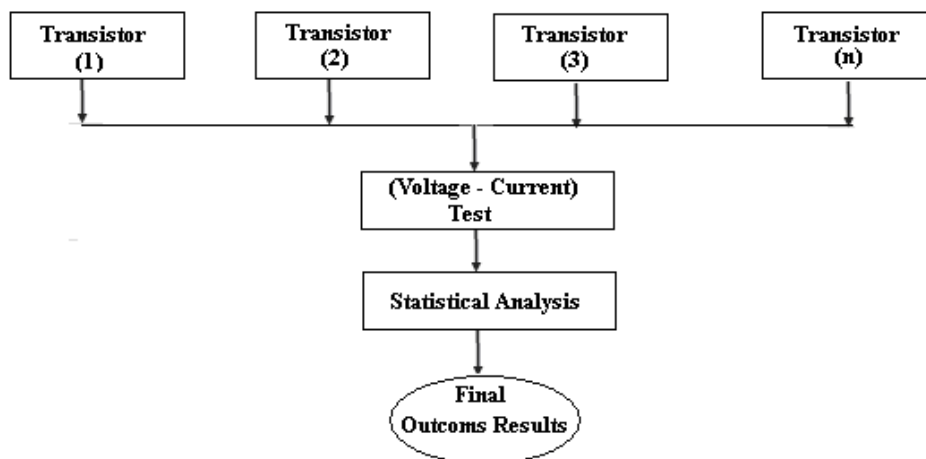 Transistor
(1)
Transistor
(2)
Transistor
(3)
Transistor
(n)
(Voltage - Current)
Test
Statistical Analysis
Final
Outcoms Results